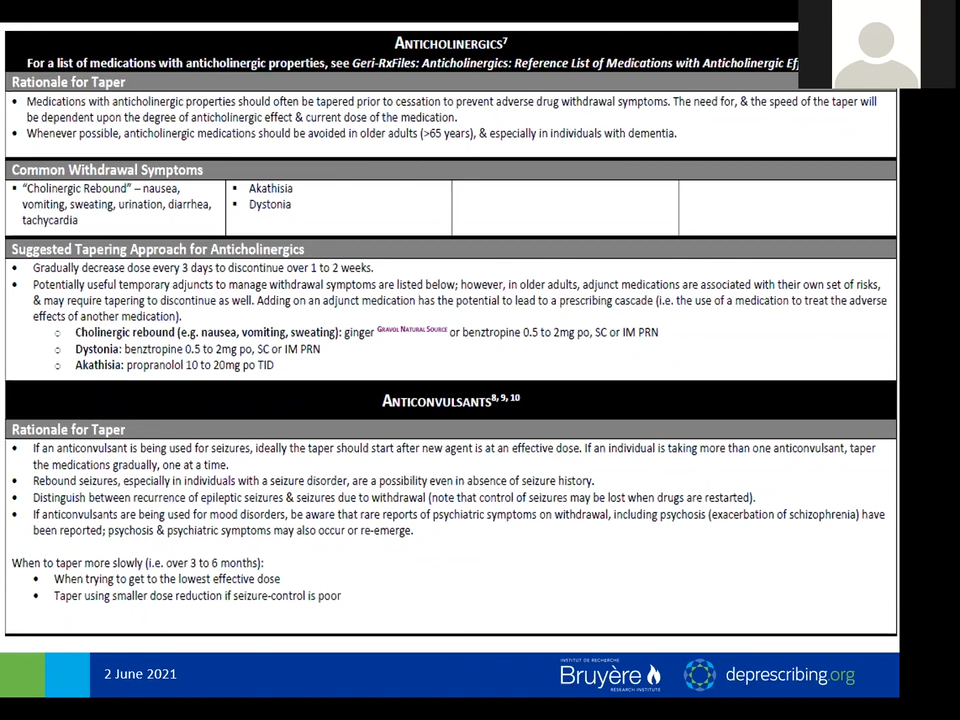 ANTICHOLINERGICS7
For a list of medications with anticholinergic properties, see Geri-RxFiles: Anticholinergics: Reference List of Medications with Anticholinergic
Rationale for Taper
• Medications with anticholinergic properties should often be tapered prior to cessation to prevent adverse drug withdrawal symptoms. The need for, & the speed of the taper will
be dependent upon the degree of anticholinergic effect & current dose of the medication.
• Whenever possible, anticholinergic medications should be avoided in older adults (>65 years), & especially in individuals with dementia.
Common Withdrawal Symptoms
▪ "Cholinergic Rebound" – nausea,
vomiting, sweating, urination, diarrhea,
tachycardia
▪ Akathisia
▪ Dystonia
Suggested Tapering Approach for Anticholinergics
• Gradually decrease dose every 3 days to discontinue over 1 to 2 weeks.
• Potentially useful temporary adjuncts to manage withdrawal symptoms are listed below; however, in older adults, adjunct medications are associated with their own set of risks,
& may require tapering to discontinue as well. Adding on an adjunct medication has the potential to lead to a prescribing cascade (i.e. the use of a medication to treat the adverse
effects of another medication).
○ Cholinergic rebound (e.g. nausea, vomiting, sweating): ginger GRAVOL NATURAL SOURCE or benztropine 0.5 to 2mg po, SC or IM PRN
○ Dystonia: benztropine 0.5 to 2mg po, SC or IM PRN
○ Akathisia: propranolol 10 to 20mg po TID
ANTICONVULSANTS8, 9, 10
Rationale for Taper
• If an anticonvulsant is being used for seizures, ideally the taper should start after new agent is at an effective dose. If an individual is taking more than one anticonvulsant, taper
the medications gradually, one at a time.
• Rebound seizures, especially in individuals with a seizure disorder, are a possibility even in absence of seizure history.
• Distinguish between recurrence of epileptic seizures & seizures due to withdrawal (note that control of seizures may be lost when drugs are restarted).
• If anticonvulsants are being used for mood disorders, be aware that rare reports of psychiatric symptoms on withdrawal, including psychosis (exacerbation of schizophrenia) have
been reported; psychosis & psychiatric symptoms may also occur or re-emerge.
When to taper more slowly (i.e. over 3 to 6 months):
• When trying to get to the lowest effective dose
• Taper using smaller dose reduction if seizure-control is poor
2 June 2021
INSTITUT DE RECHERCHE
Bruyère
RESEARCH INSTITUTE
deprescribing.org